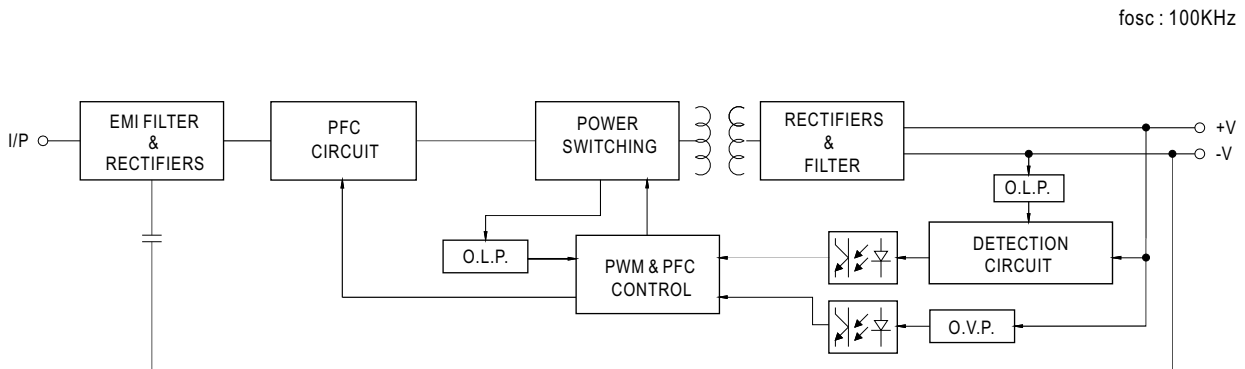 fosc : 100KHz
I/P
EMI FILTER
&
RECTIFIERS
PFC
CIRCUIT
POWER
SWITCHING
RECTIFIERS
&
FILTER
+V
-V
O.L.P.
O.L.P.
PWM & PFC
CONTROL
DETECTION
CIRCUIT
O.V.P.